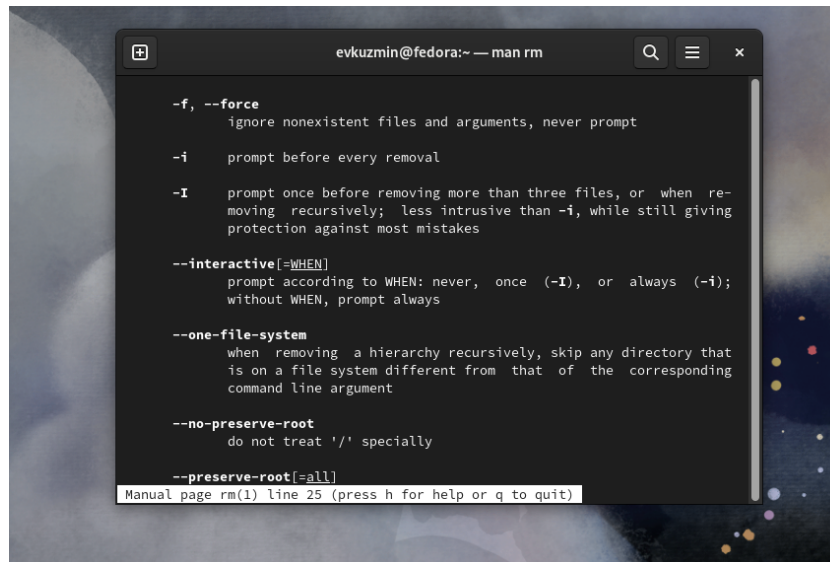 evkuzmin@fedora:~ — man rm
-f, --force
ignore nonexistent files and arguments, never prompt
-i prompt before every removal
-I prompt once before removing more than three files, or when re-
moving recursively; less intrusive than -i, while still giving
protection against most mistakes
--interactive[=WHEN]
prompt according to WHEN: never, once (-I), or always (-i);
without WHEN, prompt always
--one-file-system
when removing a hierarchy recursively, skip any directory that
is on a file system different from that of the corresponding
command line argument
--no-preserve-root
do not treat '/' specially
--preserve-root[=all]
Manual page rm(1) line 25 (press h for help or q to quit)